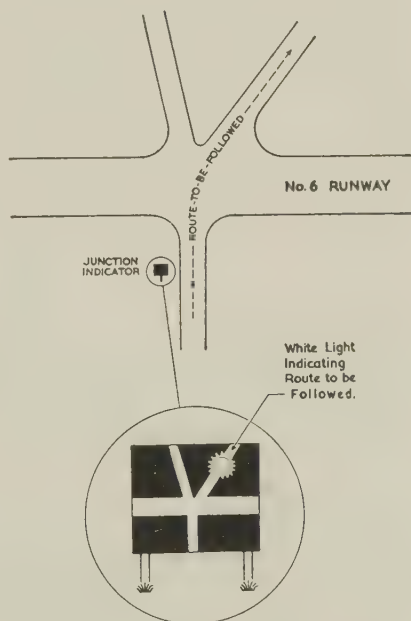 ROUTE-TO-BE-FOLLOWED
No. 6 RUNWAY
JUNCTION
INDICATOR
White Light
Indicating
Route to be
Followed.